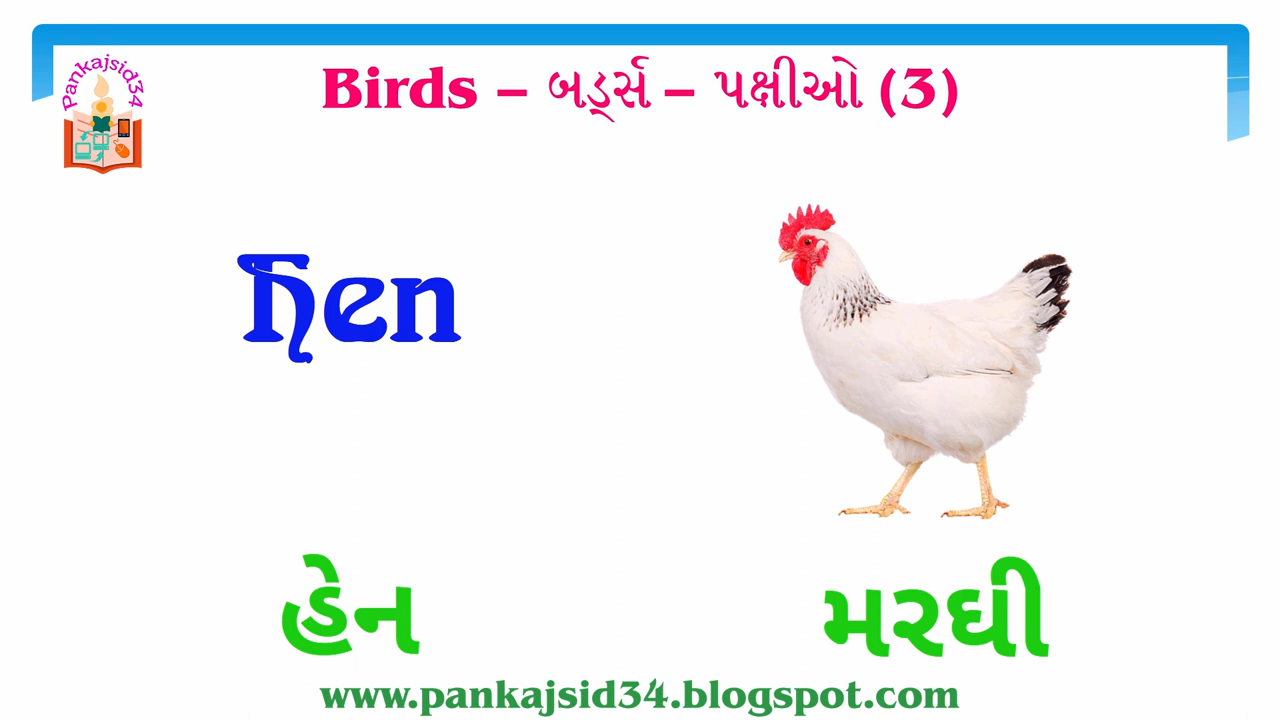 Pankajsid34
Birds – બર્ડ્સ – પક્ષીઓ (3)
Hen
હેન
મરઘી
www.pankajsid34.blogspot.com